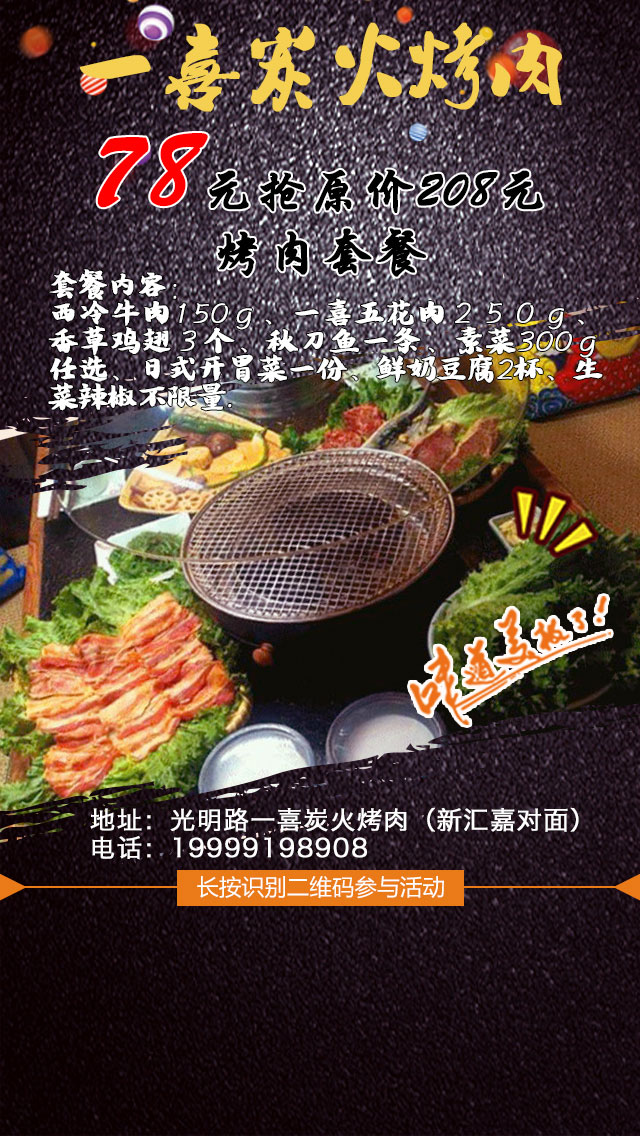 一喜炭火烤肉
78元抢原价208元
烤肉套餐
套餐内容：
西冷牛肉150g、一喜五花肉250g、
香草鸡翅3个、秋刀鱼一条、素菜300g
任选、日式开胃菜一份、鲜奶豆腐2杯、生
菜辣椒不限量.
味道美极了!
地址：光明路一喜炭火烤肉（新汇嘉对面）
电话：19999198908
长按识别二维码参与活动